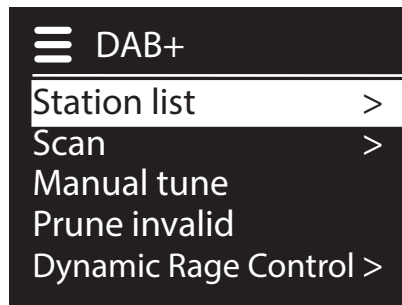 DAB+
Station list >
Scan >
Manual tune
Prune invalid
Dynamic Rage Control >